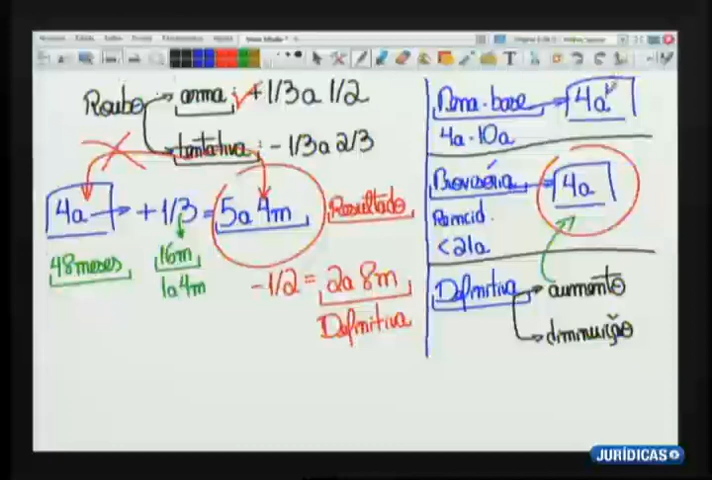 Roubo
arma + 1/3 a 1/2
tentativa: - 1/3 a 2/3
4a + 1/3 = 5a 4m Resultado
48 meses
16m
1a 4m
- 1/2 = 2a 8m
Definitiva
Pena-base 4a
4a - 10a
Provisória 4a
Reincid.
< 21a
Definitiva aumento
diminuição
JURÍDICAS